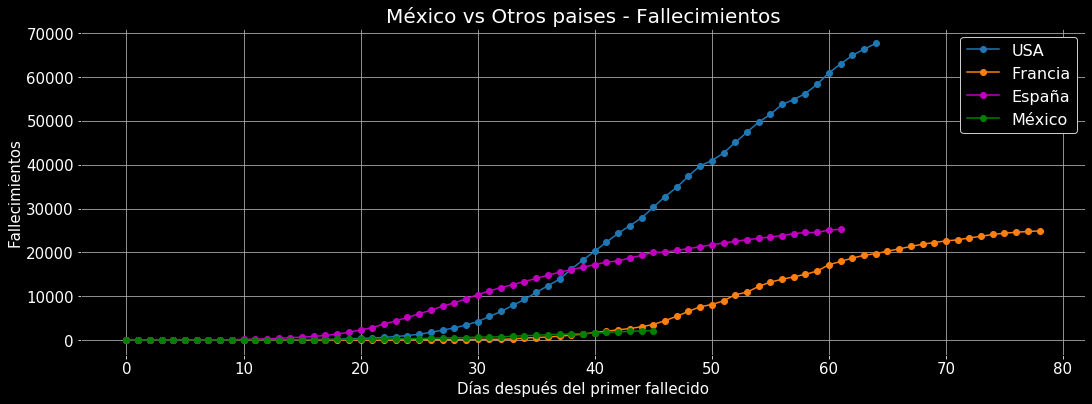 México vs Otros paises - Fallecimientos
70000
60000
50000
40000
30000
20000
10000
0
Fallecimientos
USA
Francia
España
México
0 10 20 30 40 50 60 70 80
Días después del primer fallecido